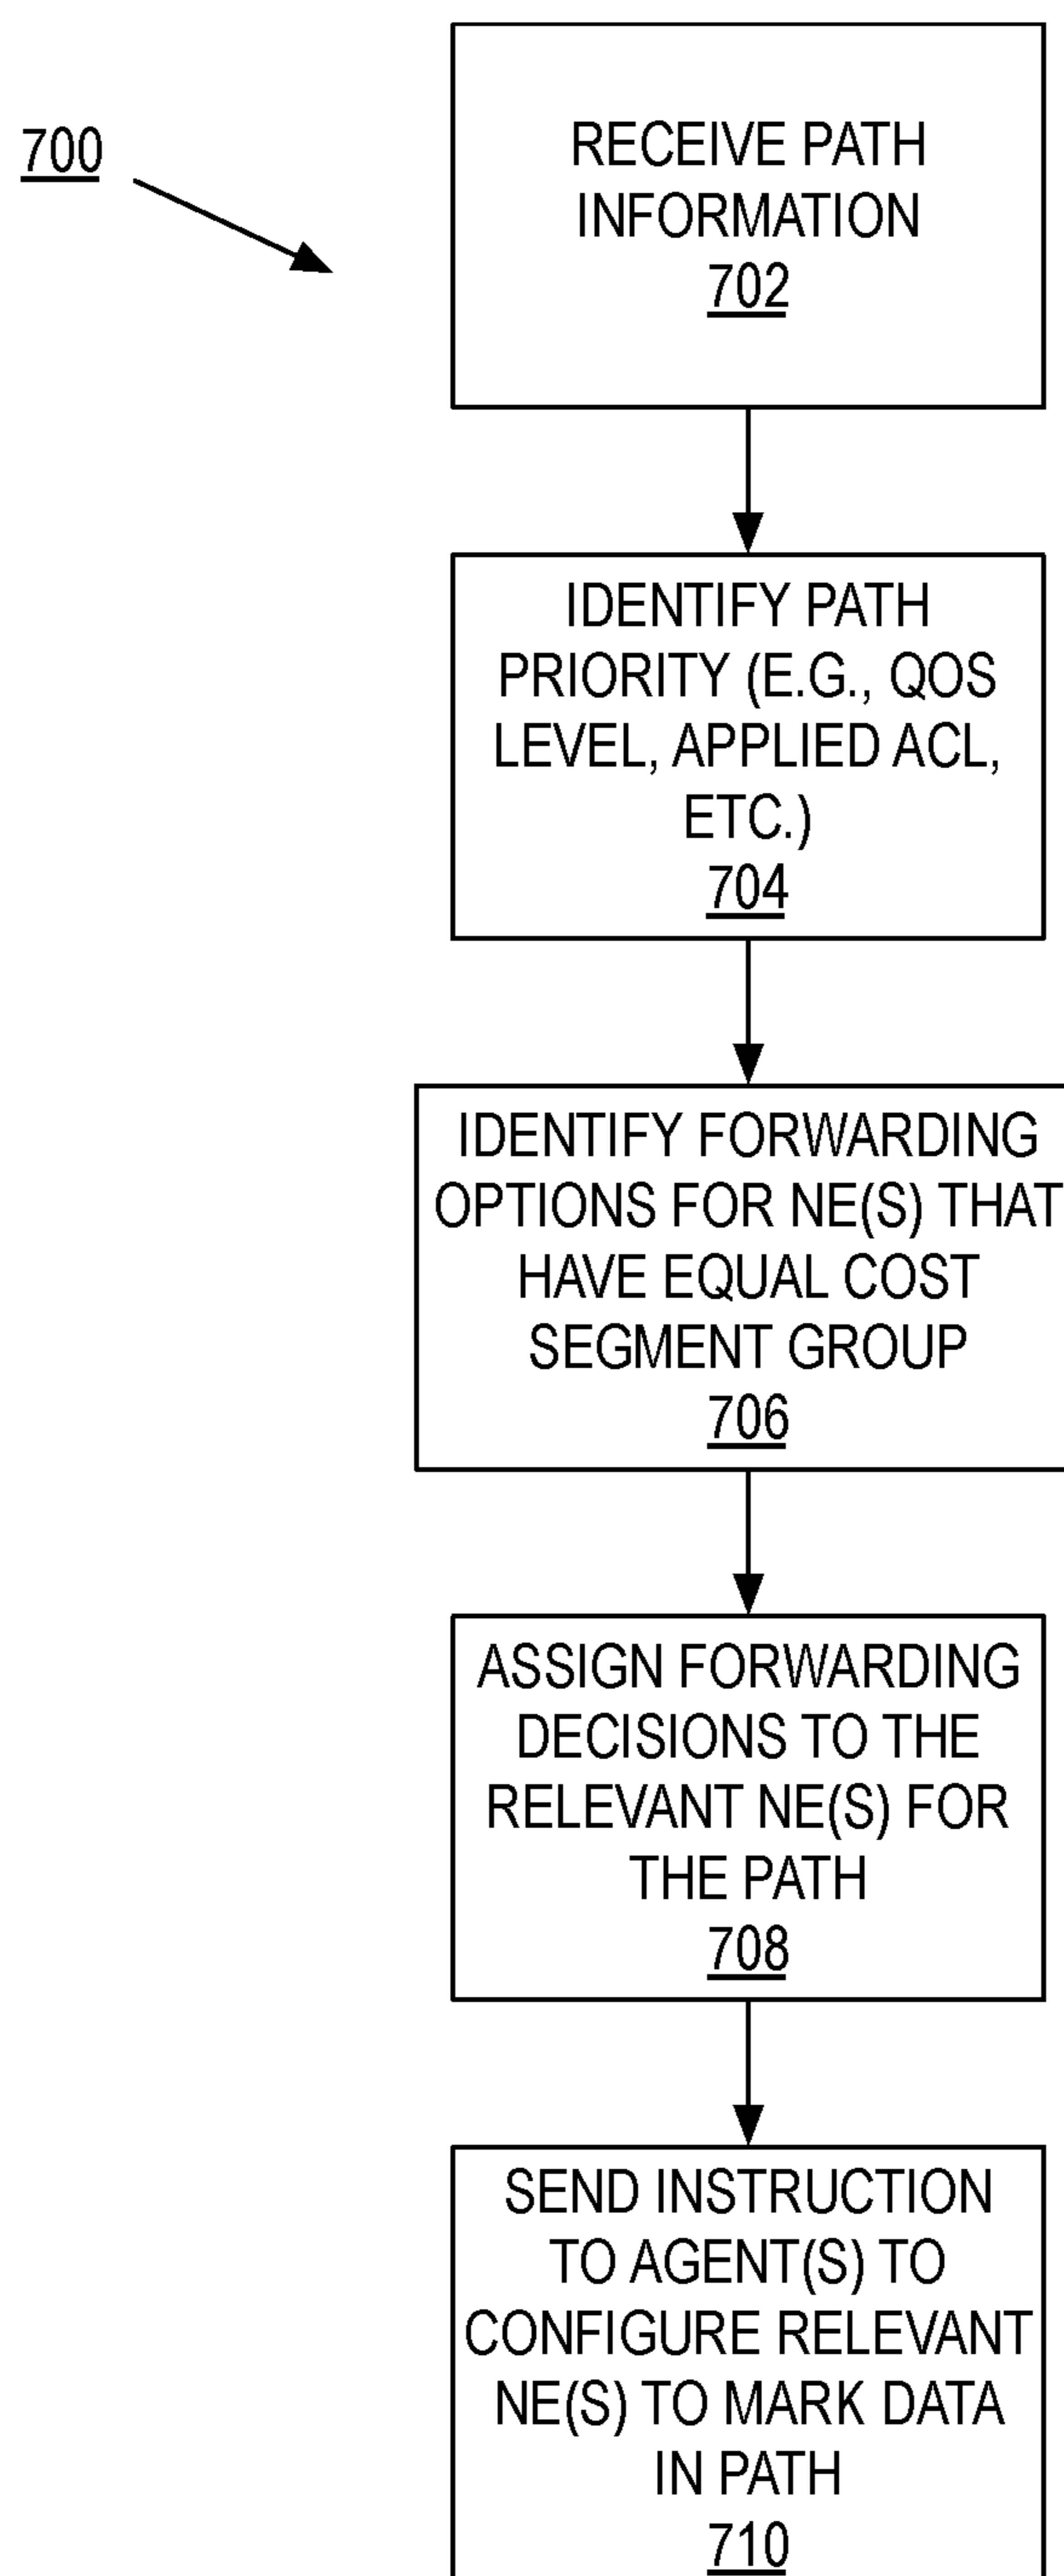 700
RECEIVE PATH
INFORMATION
702
IDENTIFY PATH
PRIORITY (E.G., QOS
LEVEL, APPLIED ACL,
ETC.)
704
IDENTIFY FORWARDING
OPTIONS FOR NE(S) THAT
HAVE EQUAL COST
SEGMENT GROUP
706
ASSIGN FORWARDING
DECISIONS TO THE
RELEVANT NE(S) FOR
THE PATH
708
SEND INSTRUCTION
TO AGENT(S) TO
CONFIGURE RELEVANT
NE(S) TO MARK DATA
IN PATH
710